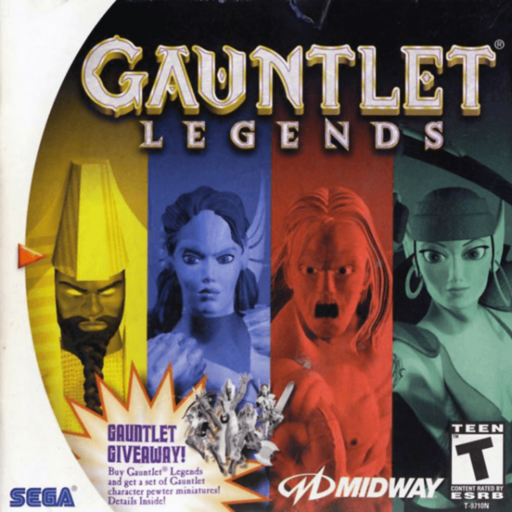 GAUNTLET®
LEGENDS
GAUNTLET
GIVEAWAY!
Buy Gauntlet® Legends
and get a set of Gauntlet
character pewter miniatures!
Details Inside!
SEGA®
MIDWAY
TEEN
T
CONTENT RATED BY
ESRB
T-9710N